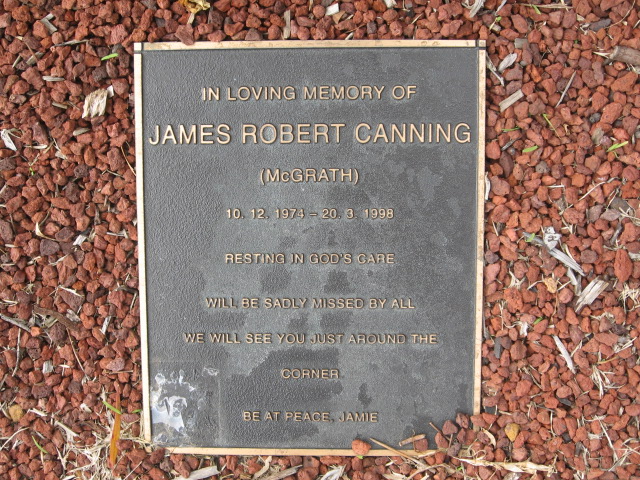 IN LOVING MEMORY OF
JAMES ROBERT CANNING
(McGRATH)
10. 12. 1974 – 20. 3. 1998
RESTING IN GOD'S CARE
WILL BE SADLY MISSED BY ALL
WE WILL SEE YOU JUST AROUND THE
CORNER
BE AT PEACE, JAMIE